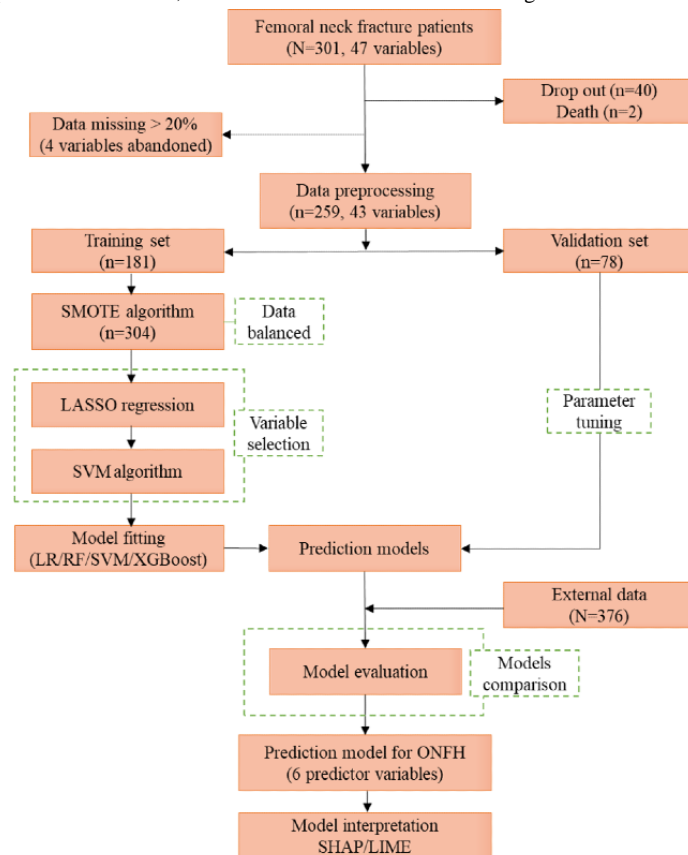 Femoral neck fracture patients
(N=301, 47 variables)
Drop out (n=40)
Death (n=2)
Data missing > 20%
(4 variables abandoned)
Data preprocessing
(n=259, 43 variables)
Training set
(n=181)
Validation set
(n=78)
SMOTE algorithm
(n=304)
Data
balanced
LASSO regression
Variable
selection
Parameter
tuning
SVM algorithm
Model fitting
(LR/RF/SVM/XGBoost)
Prediction models
External data
(N=376)
Model evaluation
Models
comparison
Prediction model for ONFH
(6 predictor variables)
Model interpretation
SHAP/LIME